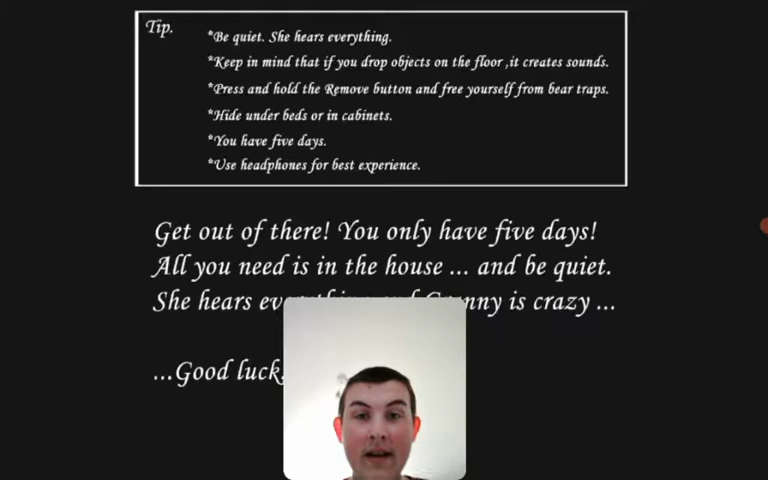 Tip.
*Be quiet. She hears everything.
*Keep in mind that if you drop objects on the floor ,it creates sounds.
*Press and hold the Remove button and free yourself from bear traps.
*Hide under beds or in cabinets.
*You have five days.
*Use headphones for best experience.
Get out of there! You only have five days!
All you need is in the house ... and be quiet.
She hears is crazy ...
...Good luck